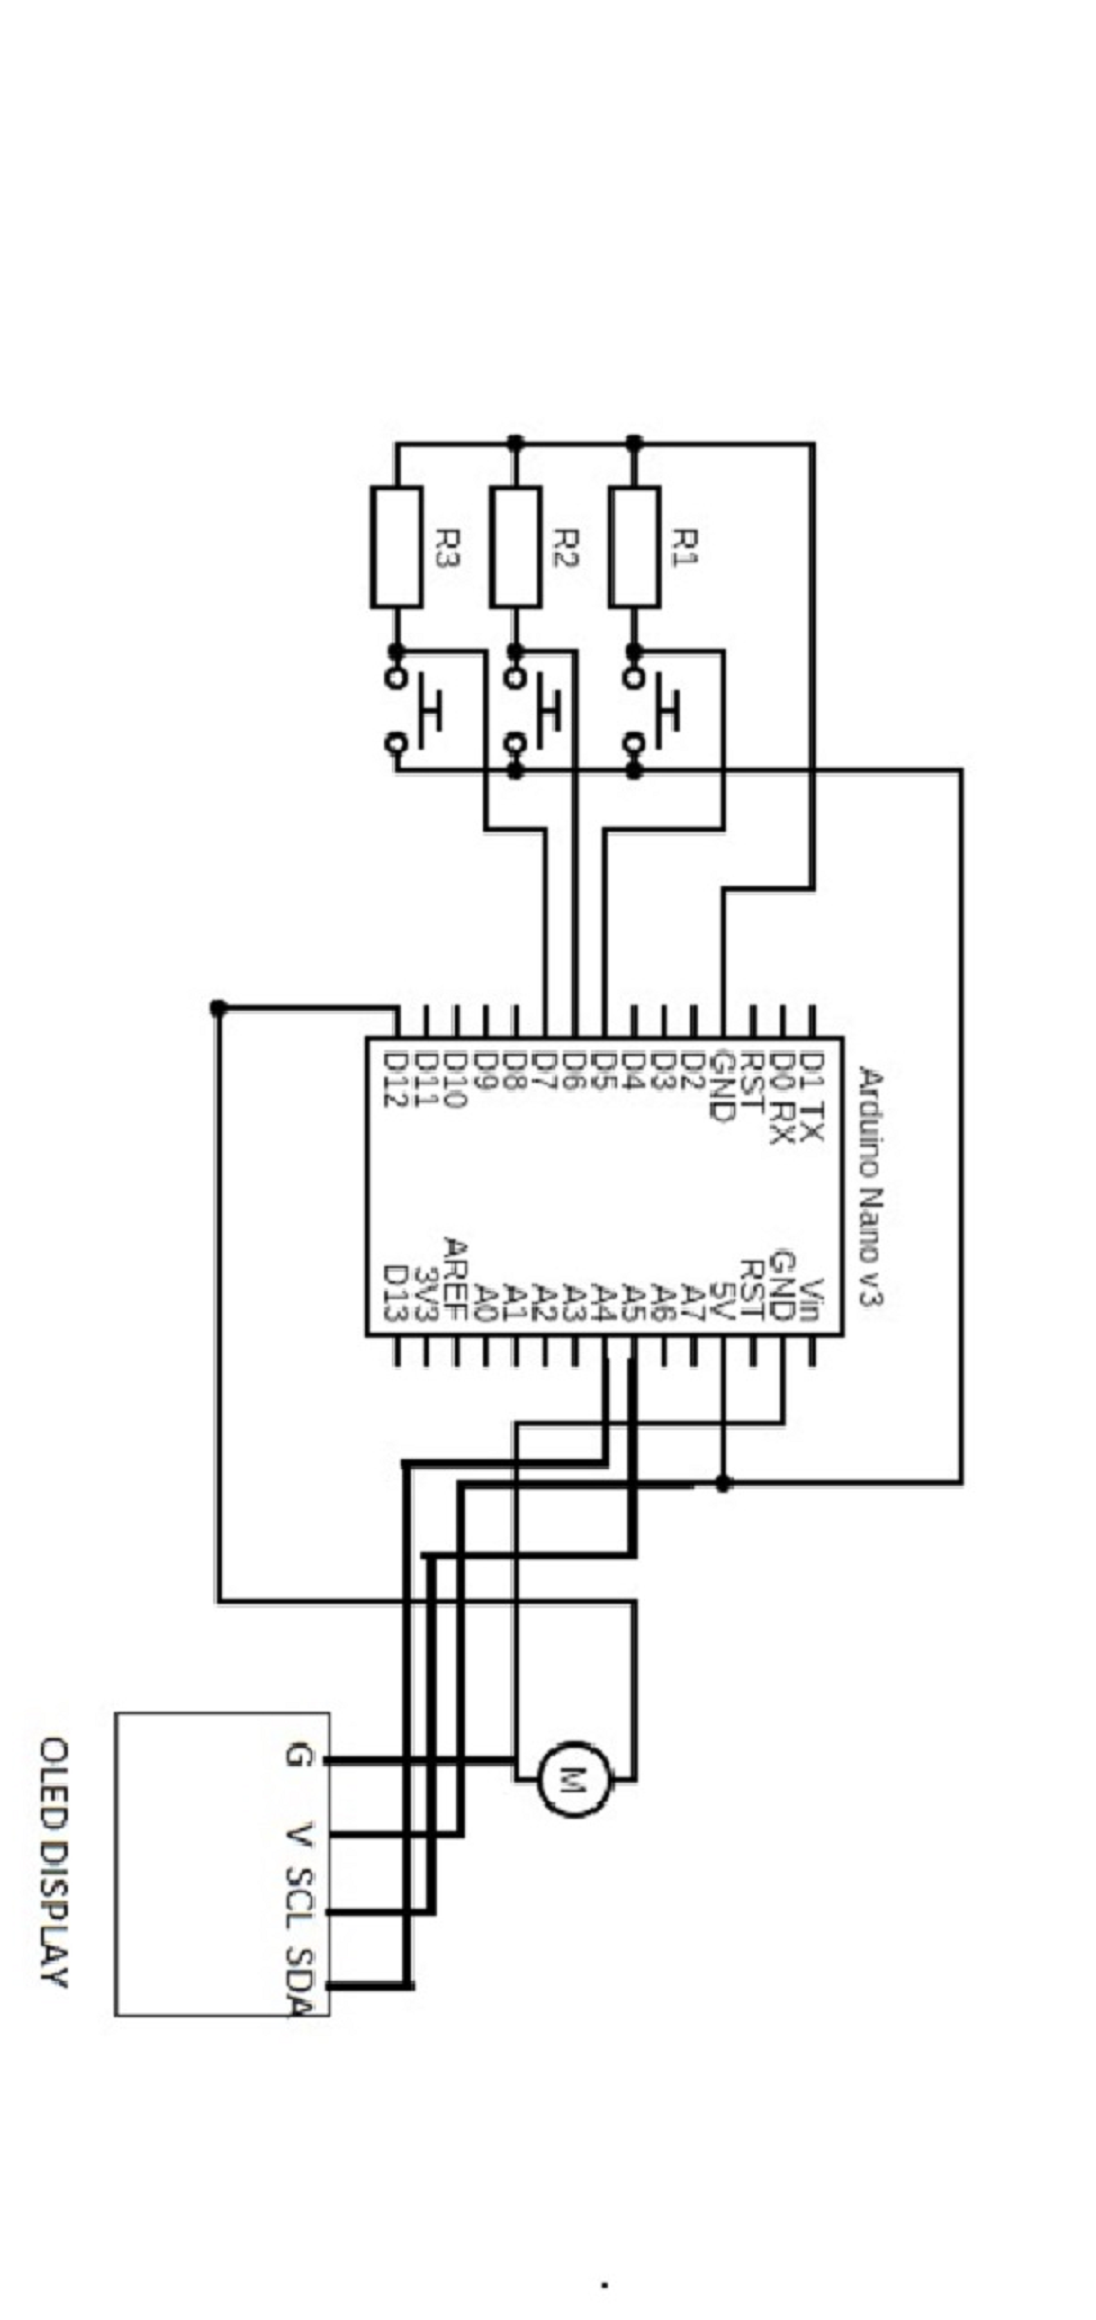 R1
R2
R3
Arduino Nano v3
D1 TX
D0 RX
RST
GND
D2
D3
D4
D5
D6
D7
D8
D9
D10
D11
D12
Vin
GND
RST
5V
A7
A6
A5
A4
A3
A2
A1
A0
AREF
3V3
D13
M
G V SCL SDA
OLED DISPLAY